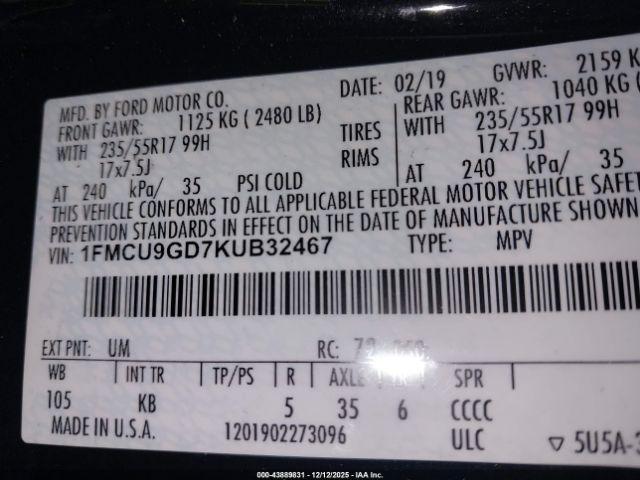 MFD. BY FORD MOTOR CO. DATE: 02/19 GVWR: 2159 K
FRONT GAWR: 1125 KG ( 2480 LB) REAR GAWR: 1040 KG (
WITH 235/55R17 99H TIRES WITH 235/55R17 99H
17x7.5J RIMS 17x7.5J
AT 240 kPa/ 35 PSI COLD AT 240 kPa/ 35
THIS VEHICLE CONFORMS TO ALL APPLICABLE FEDERAL MOTOR VEHICLE SAFET
PREVENTION STANDARDS IN EFFECT ON THE DATE OF MANUFACTURE SHOWN
VIN: 1FMCU9GD7KUB32467 TYPE: MPV
EXT PNT: UM RC: 72
WB INT TR TP/PS R AXLE TR SPR
105 KB 5 35 6 CCCC
MADE IN U.S.A. 1201902273096 ULC ▽ 5U5A-3
000-43889831 - 12/12/2025 - IAA Inc.